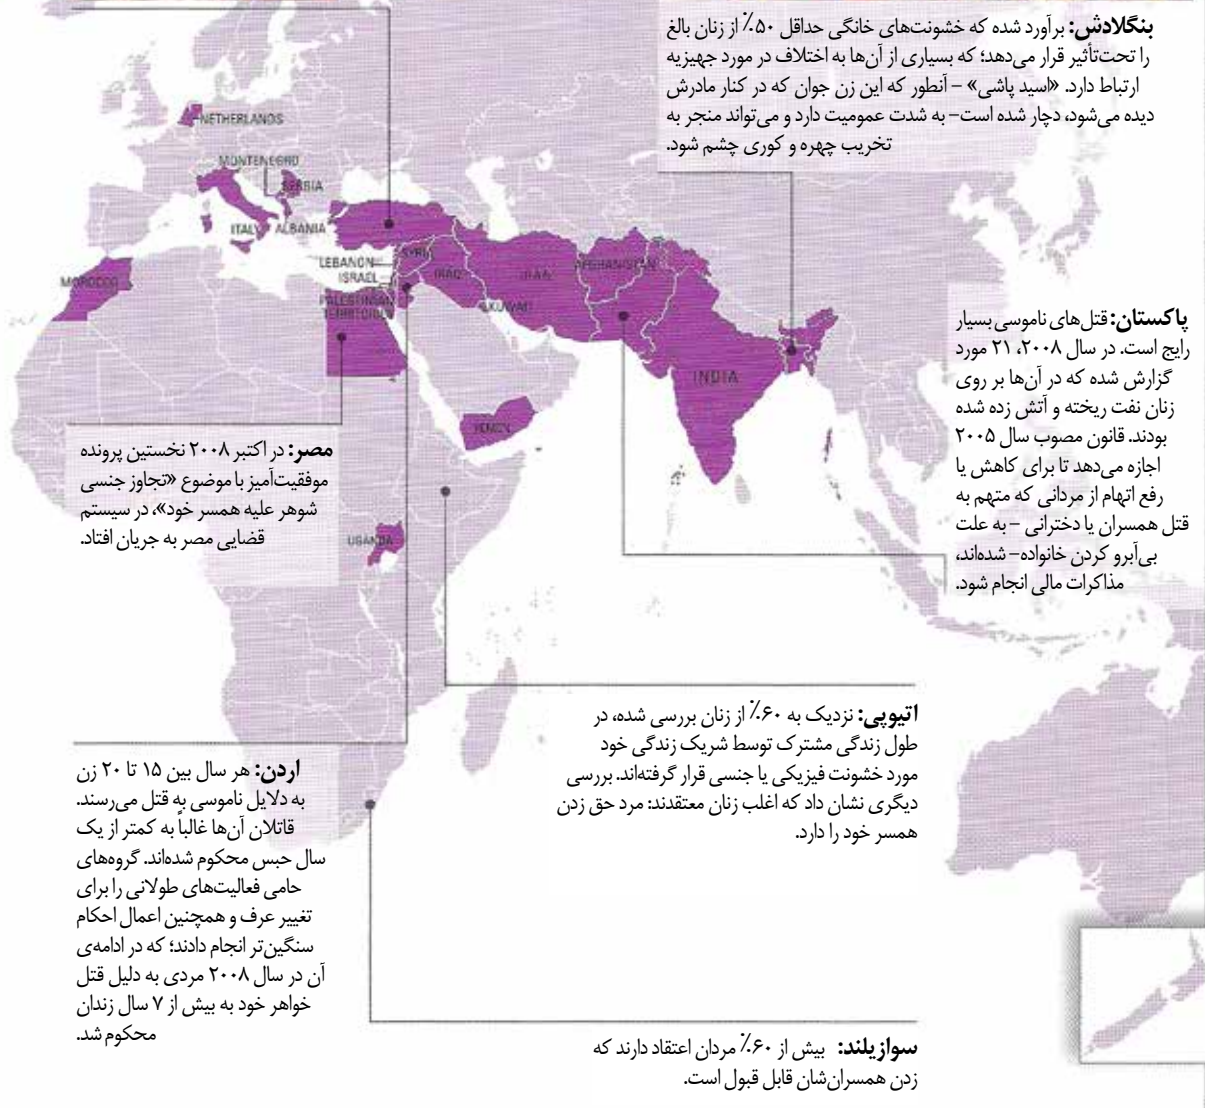 بنگلادش: برآورد شده که خشونت‌های خانگی حداقل ۵۰٪ از زنان بالغ
را تحت‌تأثیر قرار می‌دهد؛ که بسیاری از آن‌ها به اختلاف در مورد جهیزیه
ارتباط دارد. «اسید پاشی» – آنطور که این زن جوان که در کنار مادرش
دیده می‌شود، دچار شده است– به شدت عمومیت دارد و می‌تواند منجر به
تخریب چهره و کوری چشم شود.
NETHERLANDS
MONTENEGRO
SERBIA
ITALY
ALBANIA
LEBANON
SYRIA
ISRAEL
IRAQ
IRAN
AFGHANISTAN
MOROCCO
PALESTINIAN
TERRITORIES
KUWAIT
INDIA
YEMEN
UGANDA
پاکستان: قتل‌های ناموسی بسیار
رایج است. در سال ۲۰۰۸، ۲۱ مورد
گزارش شده که در آن‌ها بر روی
زنان نفت ریخته و آتش زده شده
بودند. قانون مصوب سال ۲۰۰۵
اجازه می‌دهد تا برای کاهش یا
رفع اتهام از مردانی که متهم به
قتل همسران یا دخترانی – به علت
بی‌آبرو کردن خانواده– شده‌اند،
مذاکرات مالی انجام شود.
مصر: در اکتبر ۲۰۰۸ نخستین پرونده
موفقیت‌آمیز با موضوع «تجاوز جنسی
شوهر علیه همسر خود»، در سیستم
قضایی مصر به جریان افتاد.
اتیوپی: نزدیک به ۶۰٪ از زنان بررسی شده، در
طول زندگی مشترک توسط شریک زندگی خود
مورد خشونت فیزیکی یا جنسی قرار گرفته‌اند. بررسی
دیگری نشان داد که اغلب زنان معتقدند: مرد حق زدن
همسر خود را دارد.
اردن: هر سال بین ۱۵ تا ۲۰ زن
به دلایل ناموسی به قتل می‌رسند.
قاتلان آن‌ها غالباً به کمتر از یک
سال حبس محکوم شده‌اند. گروه‌های
حامی فعالیت‌های طولانی را برای
تغییر عرف و همچنین اعمال احکام
سنگین‌تر انجام دادند؛ که در ادامه‌ی
آن در سال ۲۰۰۸ مردی به دلیل قتل
خواهر خود به بیش از ۷ سال زندان
محکوم شد.
سوازیلند: بیش از ۶۰٪ مردان اعتقاد دارند که
زدن همسران‌شان قابل قبول است.